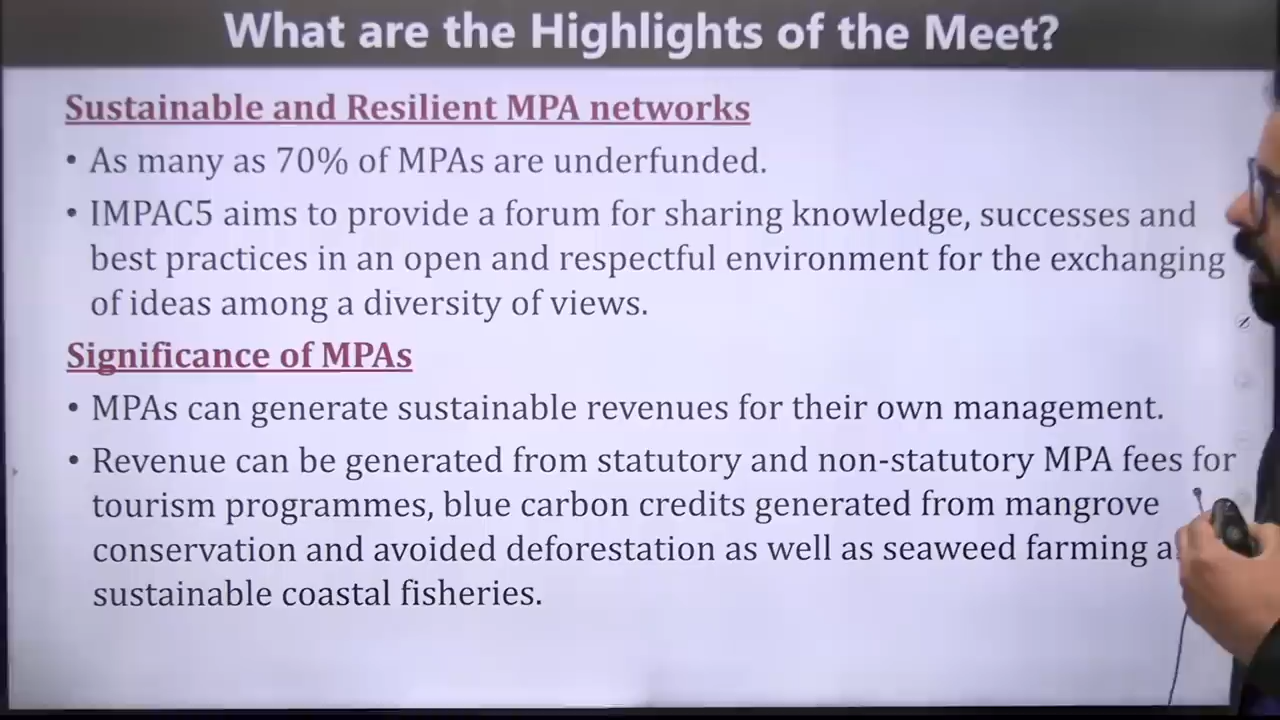 What are the Highlights of the Meet?
Sustainable and Resilient MPA networks
• As many as 70% of MPAs are underfunded.
• IMPAC5 aims to provide a forum for sharing knowledge, successes and
best practices in an open and respectful environment for the exchanging
of ideas among a diversity of views.
Significance of MPAs
• MPAs can generate sustainable revenues for their own management.
• Revenue can be generated from statutory and non-statutory MPA fees for
tourism programmes, blue carbon credits generated from mangrove
conservation and avoided deforestation as well as seaweed farming
sustainable coastal fisheries.